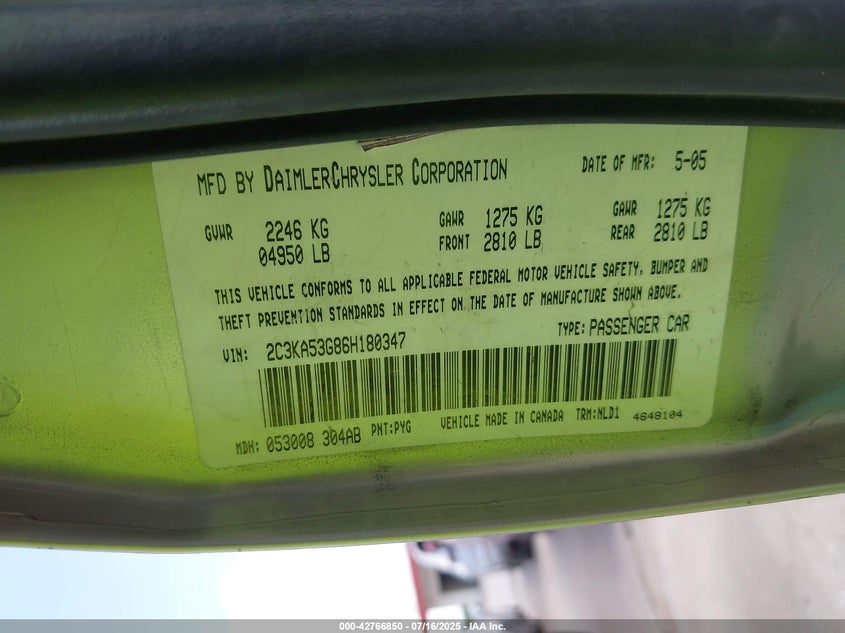 MFD BY DAIMLERCHRYSLER CORPORATION DATE OF MFR: 5-05
GVWR 2246 KG 04950 LB
GAWR FRONT 1275 KG 2810 LB
GAWR REAR 1275 KG 2810 LB
THIS VEHICLE CONFORMS TO ALL APPLICABLE FEDERAL MOTOR VEHICLE SAFETY, BUMPER AND
THEFT PREVENTION STANDARDS IN EFFECT ON THE DATE OF MANUFACTURE SHOWN ABOVE.
VIN: 2C3KA53G86H180347 TYPE: PASSENGER CAR
MDH: 053008 304AB PNT:PYG VEHICLE MADE IN CANADA TRM:NLD1 4648104
000-42766850 - 07/16/2025 - IAA Inc.